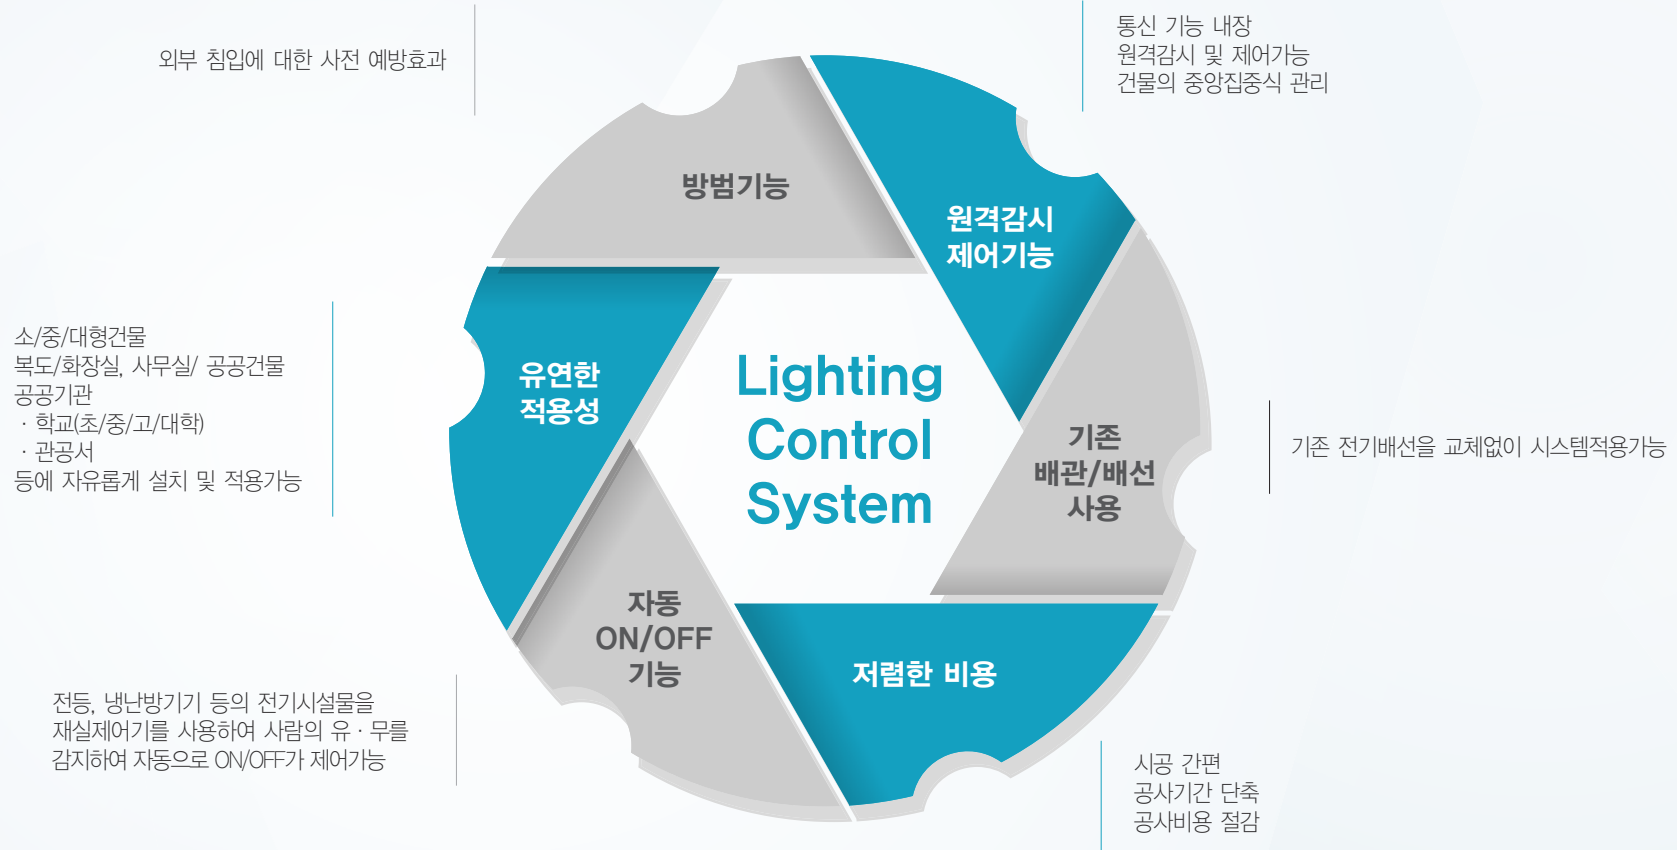 외부 침입에 대한 사전 예방효과
통신 기능 내장
원격감시 및 제어가능
건물의 중앙집중식 관리
방범기능
원격감시
제어기능
소/중/대형건물
복도/화장실, 사무실/ 공공건물
공공기관
· 학교(초/중/고/대학)
· 관공서
등에 자유롭게 설치 및 적용가능
유연한
적용성
Lighting
Control
System
기존
배관/배선
사용
기존 전기배선을 교체없이 시스템적용가능
자동
ON/OFF
기능
저렴한 비용
전등, 냉난방기기 등의 전기시설물을
재실제어기를 사용하여 사람의 유 · 무를
감지하여 자동으로 ON/OFF가 제어가능
시공 간편
공사기간 단축
공사비용 절감